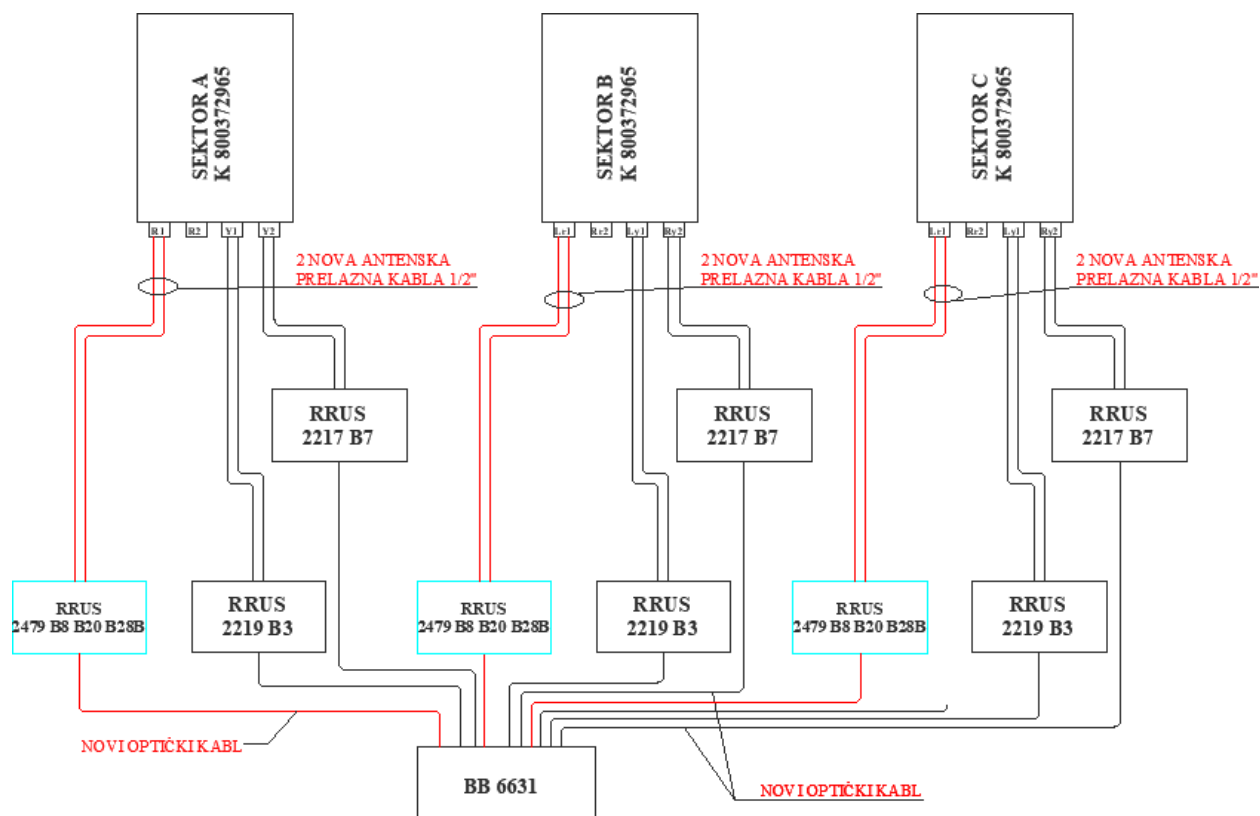 SEKTOR A
K 800372965
SEKTOR B
K 800372965
SEKTOR C
K 800372965
R1
R2
Y1
Y2
Lr1
Rr2
Ly1
Ry2
Lr1
Rr2
Ly1
Ry2
2 NOVA ANTENSKA
PRELAZNA KABLA 1/2"
2 NOVA ANTENSKA
PRELAZNA KABLA 1/2"
2 NOVA ANTENSKA
PRELAZNA KABLA 1/2"
RRUS
2217 B7
RRUS
2217 B7
RRUS
2217 B7
RRUS
2479 B8 B20 B28B
RRUS
2219 B3
RRUS
2479 B8 B20 B28B
RRUS
2219 B3
RRUS
2479 B8 B20 B28B
RRUS
2219 B3
NOVI OPTIČKI KABL
BB 6631
NOVI OPTIČKI KABL